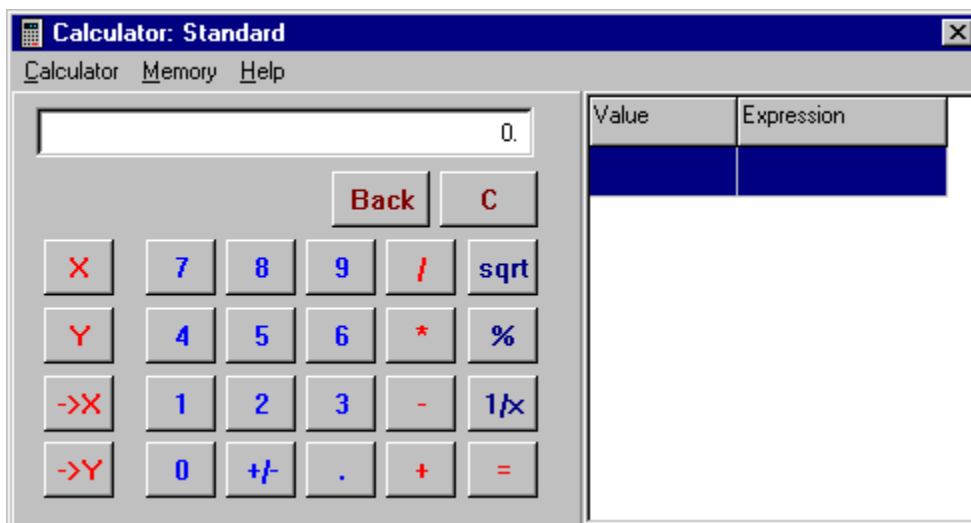 Calculator: Standard
Calculator Memory Help
0.
Value Expression
Back C
X 7 8 9 / sqrt
Y 4 5 6 * %
->X 1 2 3 - 1/x
->Y 0 +/- . + =